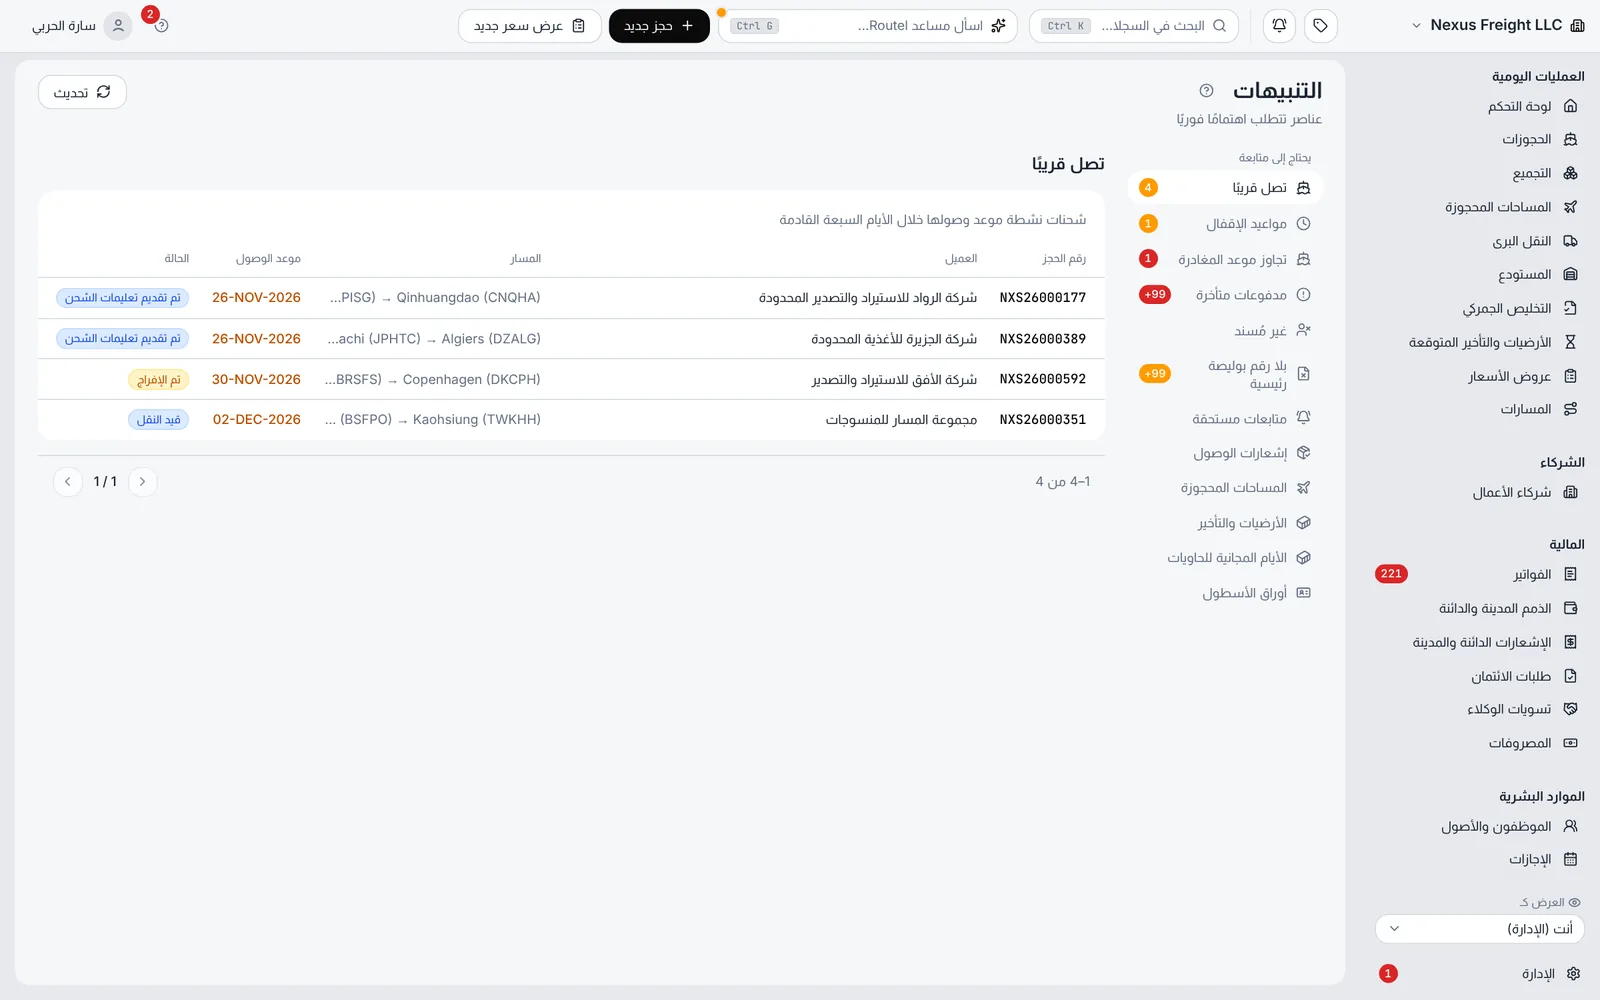 Nexus Freight LLC
البحث في السجلا...
Ctrl K
اسأل مساعد Routel...
Ctrl G
حجز جديد
عرض سعر جديد
2
سارة الحربي
العمليات اليومية
لوحة التحكم
الحجوزات
التجميع
المساحات المحجوزة
النقل البري
المستودع
التخليص الجمركي
الأرضيات والتأخير المتوقعة
عروض الأسعار
المسارات
الشركاء
شركاء الأعمال
المالية
الفواتير
221
الذمم المدينة والدائنة
الإشعارات الدائنة والمدينة
طلبات الائتمان
تسويات الوكلاء
المصروفات
الموارد البشرية
الموظفون والأصول
الإجازات
العرض كـ
أنت (الإدارة)
الإدارة
1
التنبيهات
عناصر تتطلب اهتمامًا فوريًا
تحديث
يحتاج إلى متابعة
تصل قريبًا
4
مواعيد الإقفال
1
تجاوز موعد المغادرة
1
مدفوعات متأخرة
99+
غير مُسند
بلا رقم بوليصة رئيسية
99+
متابعات مستحقة
إشعارات الوصول
المساحات المحجوزة
الأرضيات والتأخير
الأيام المجانية للحاويات
أوراق الأسطول
تصل قريبًا
شحنات نشطة موعد وصولها خلال الأيام السبعة القادمة
رقم الحجز العميل المسار موعد الوصول الحالة
NXS26000177 شركة الرواد للاستيراد والتصدير المحدودة ...PISG) → Qinhuangdao (CNQHA) 26-NOV-2026 تم تقديم تعليمات الشحن
NXS26000389 شركة الجزيرة للأغذية المحدودة ...achi (JPHTC) → Algiers (DZALG) 26-NOV-2026 تم تقديم تعليمات الشحن
NXS26000592 شركة الأفق للاستيراد والتصدير ...BRSFS) → Copenhagen (DKCPH) 30-NOV-2026 تم الإفراج
NXS26000351 مجموعة المسار للمنسوجات ... (BSFPO) → Kaohsiung (TWKHH) 02-DEC-2026 قيد النقل
1–4 من 4
1 / 1